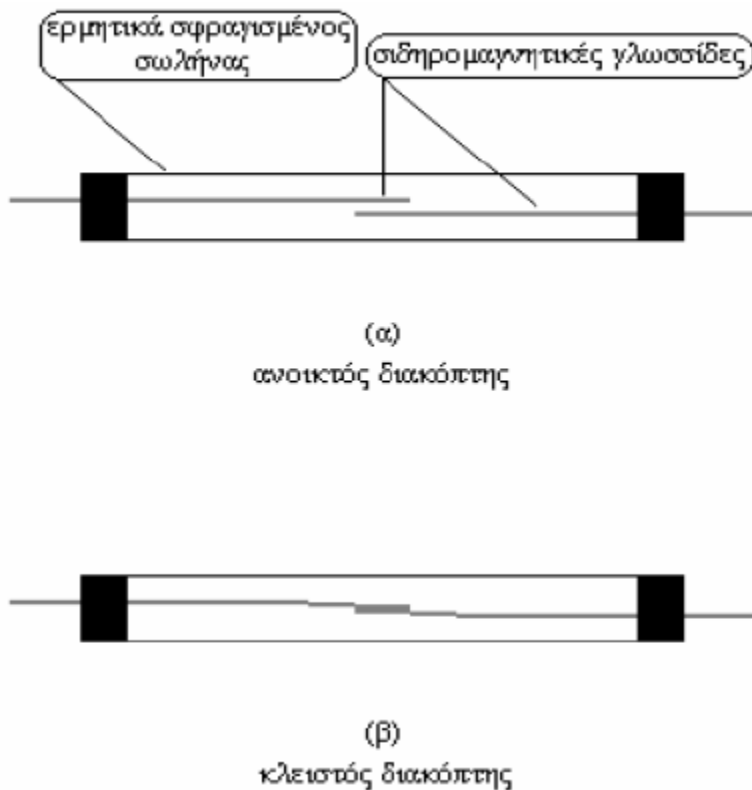 ερμητικά σφραγισμένος
σωλήνας
σιδηρομαγνητικές γλωσσίδες
(α)
ανοικτός διακόπτης
(β)
κλειστός διακόπτης